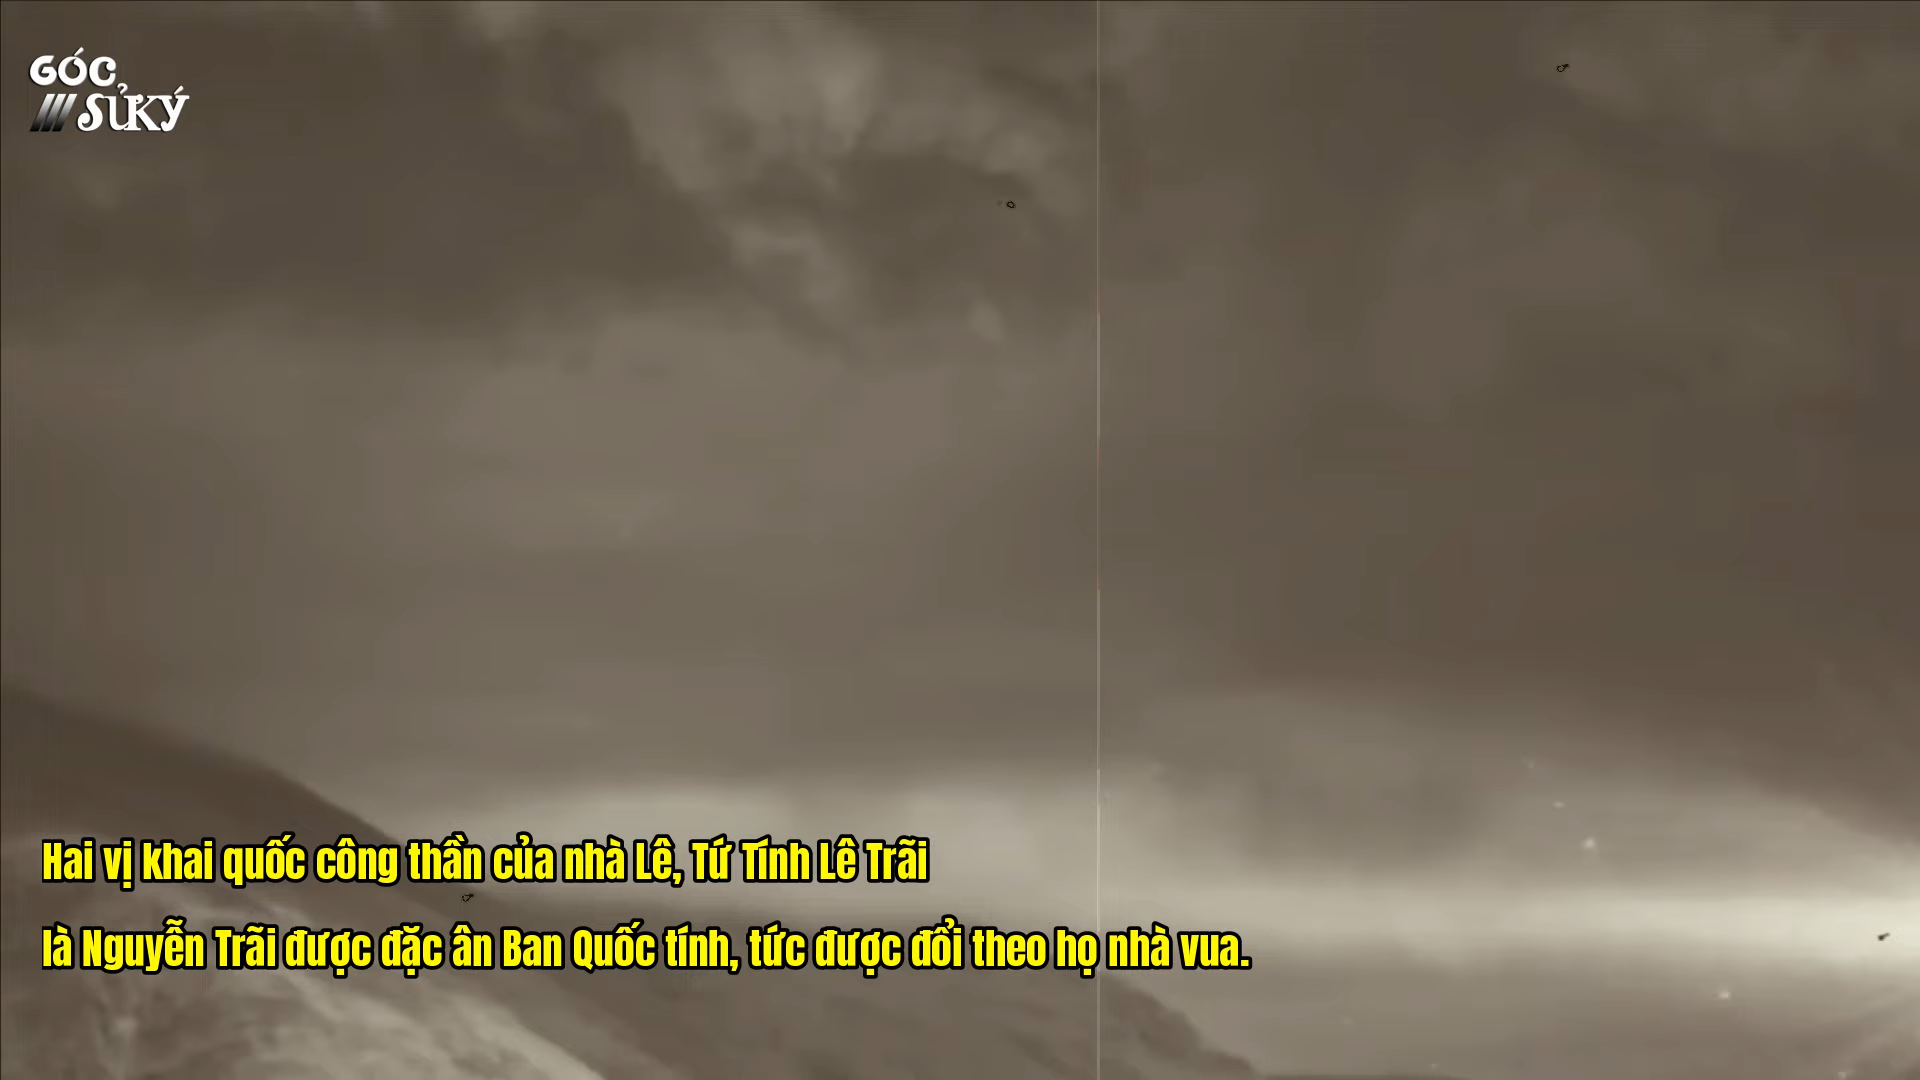 GÓC
SỬ KÝ
Hai vị khai quốc công thần của nhà Lê, Tứ Tính Lê Trãi
là Nguyễn Trãi được đặc ân Ban Quốc tính, tức được đổi theo họ nhà vua.